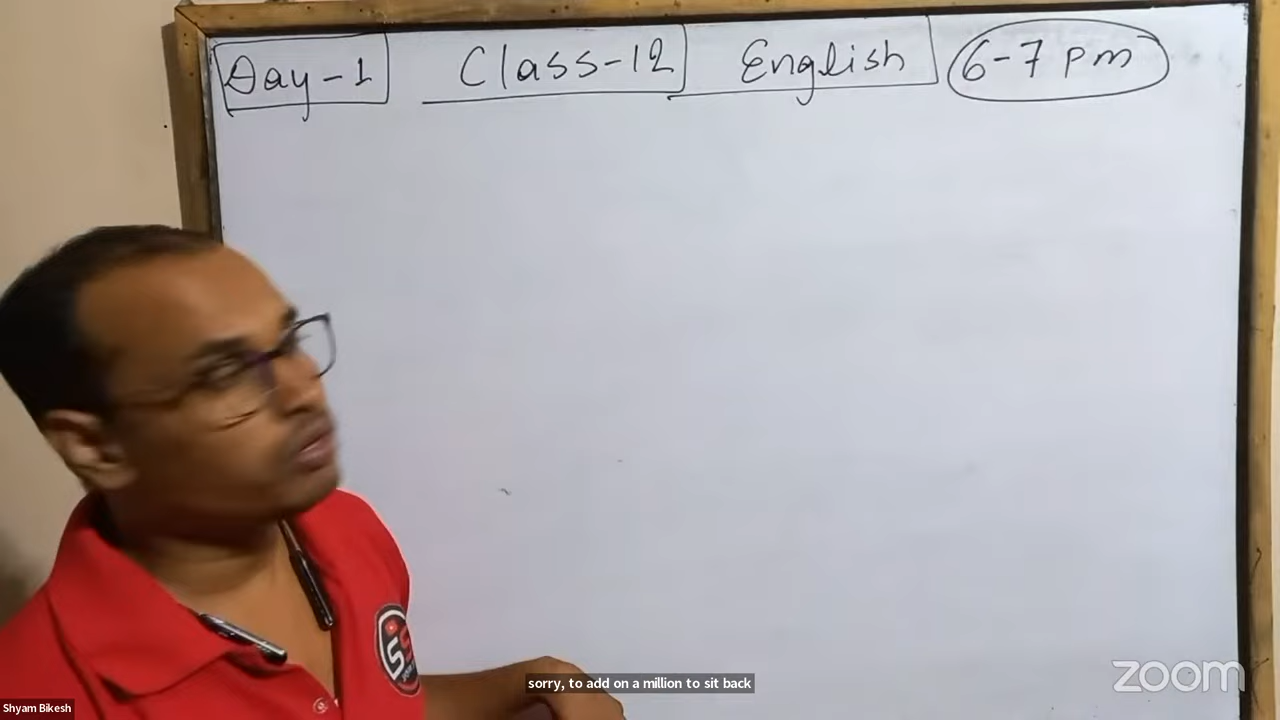 Day-1 Class-12 English 6-7 pm
sorry, to add on a million to sit back
zoom
Shyam Bikesh